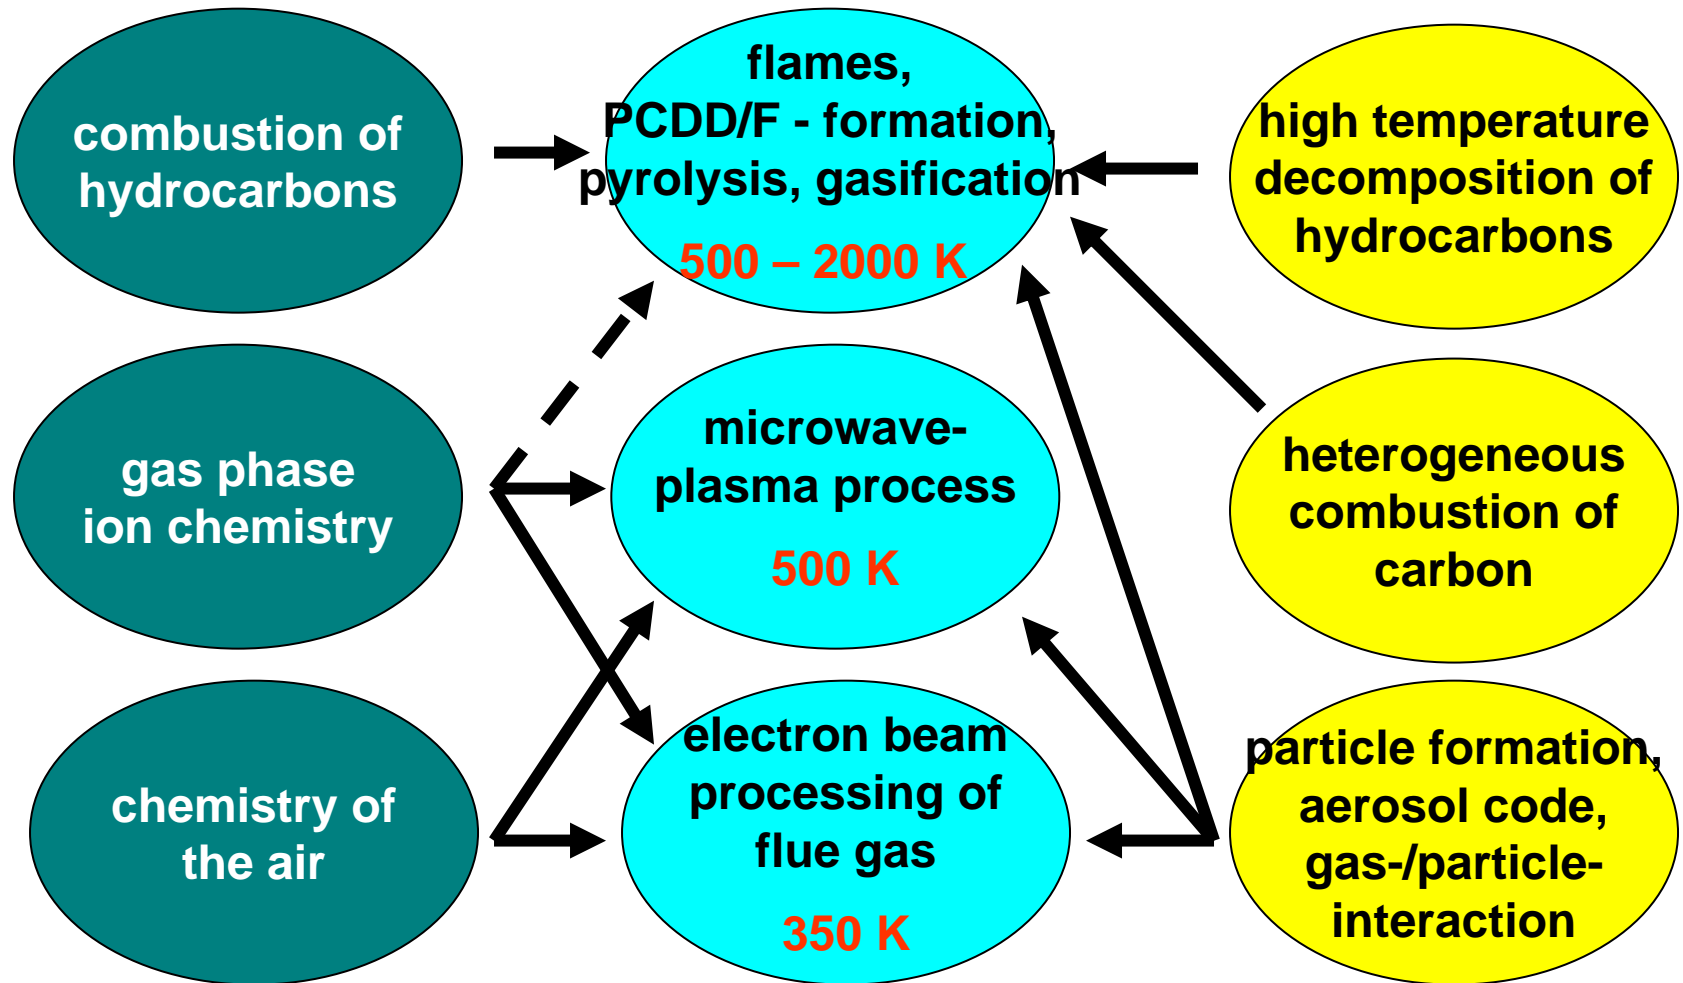 combustion of
hydrocarbons
flames,
PCDD/F - formation,
pyrolysis, gasification
500 – 2000 K
high temperature
decomposition of
hydrocarbons
gas phase
ion chemistry
microwave-
plasma process
500 K
heterogeneous
combustion of
carbon
chemistry of
the air
electron beam
processing of
flue gas
350 K
particle formation,
aerosol code,
gas-/particle-
interaction